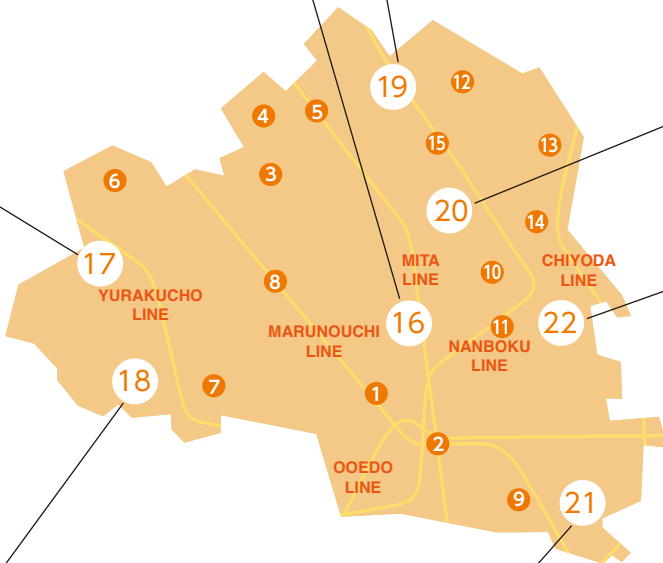 19
12
4
5
15
13
3
6
20
14
MITA
LINE
CHIYODA
LINE
17
10
8
YURAKUCHO
LINE
16
11
22
MARUNOUCHI
LINE
NANBOKU
LINE
18
7
1
2
OOEDO
LINE
9
21